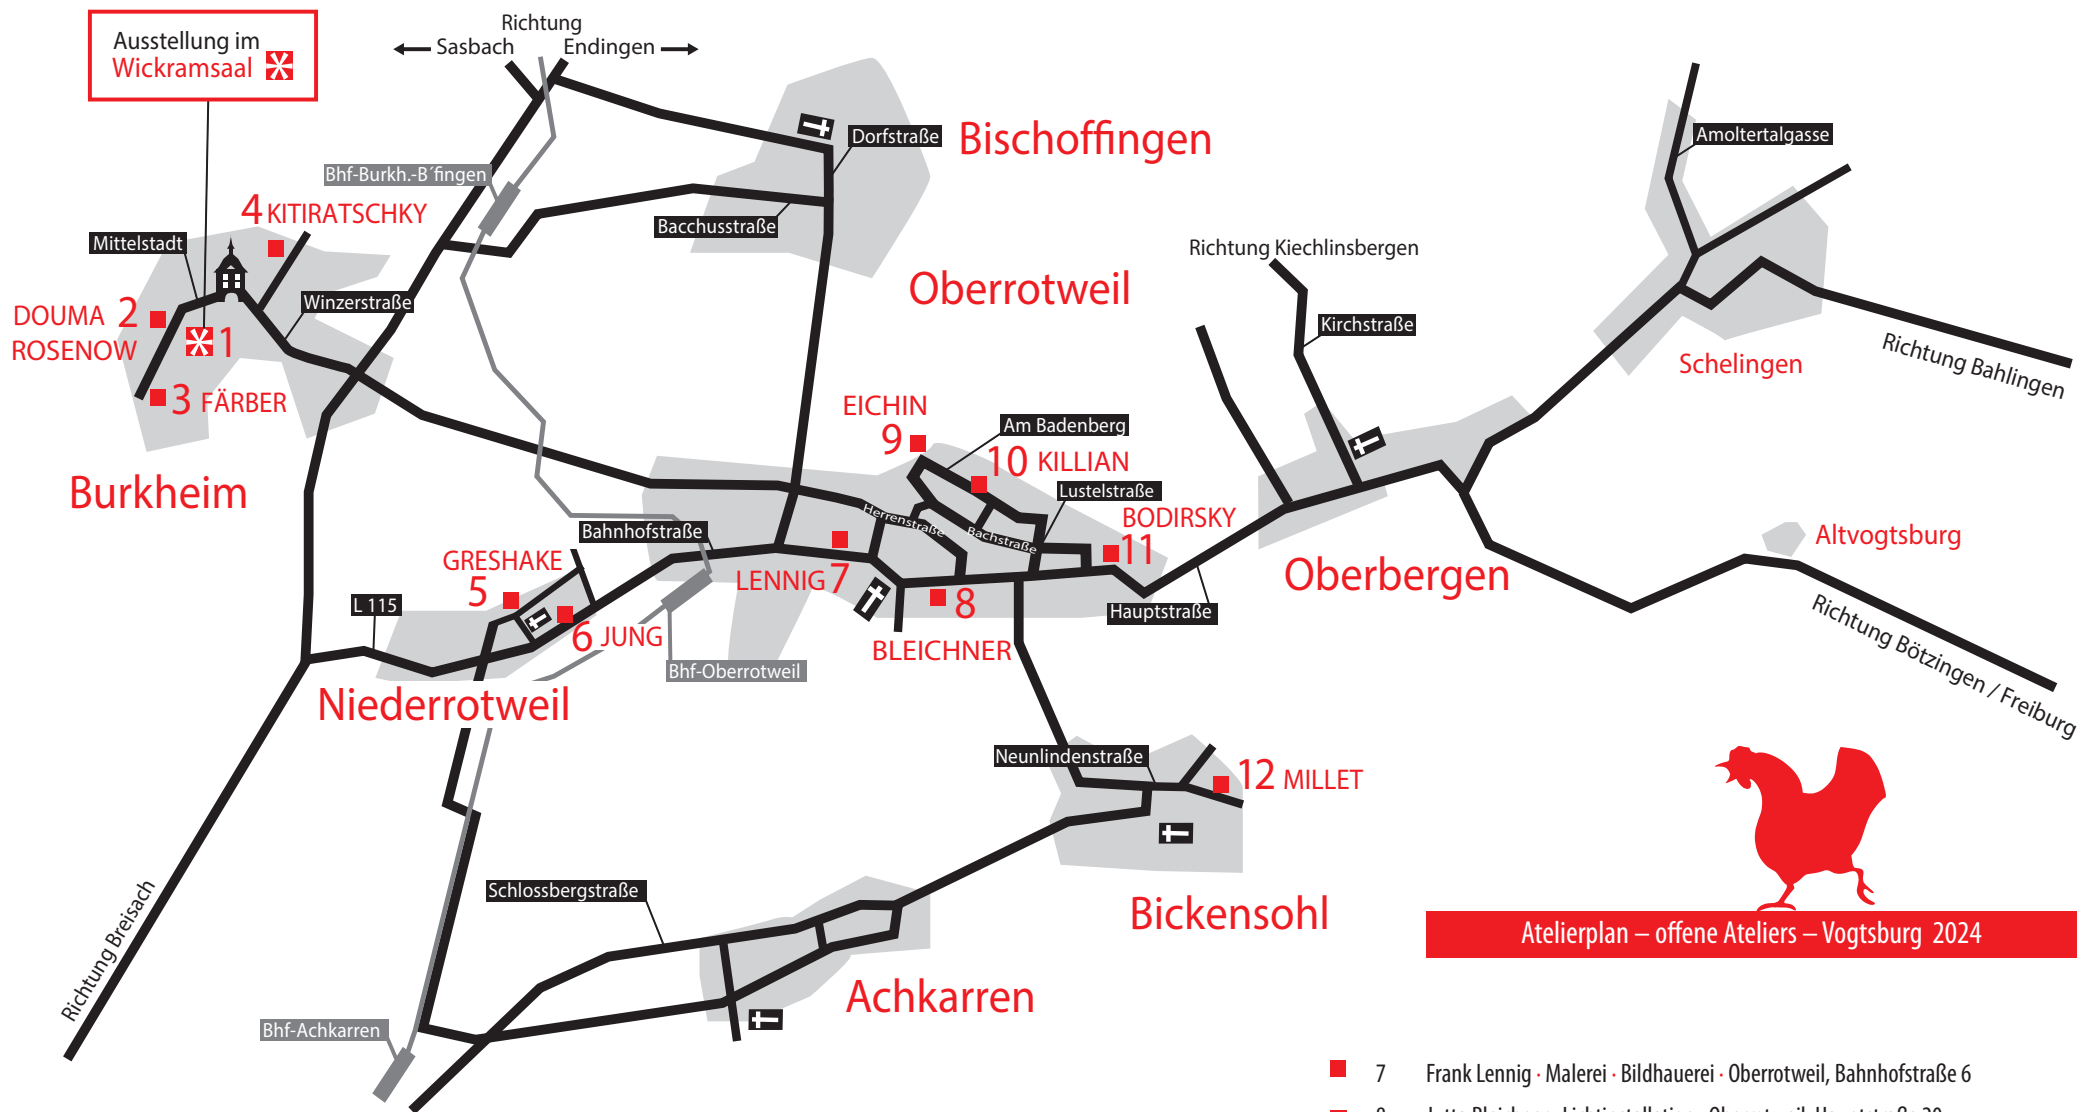 Ausstellung im
Wickramsaal
Richtung
Sasbach
Endingen
Bischoffingen
Dorfstraße
Amoltertalgasse
Bhf-Burkh.-B´fingen
4 KITIRATSCHKY
Bacchusstraße
Mittelstadt
Richtung Kiechlinsbergen
Oberrotweil
Winzerstraße
DOUMA 2
ROSENOW
1
Kirchstraße
Schelingen
Richtung Bahlingen
3 FÄRBER
EICHIN
9
Am Badenberg
10 KILLIAN
Burkheim
Lustelstraße
BODIRSKY
11
Herrenstraße
Bachstraße
Bahnhofstraße
Altvogtsburg
GRESHAKE
5
LENNIG 7
Oberbergen
8
L 115
Hauptstraße
6 JUNG
BLEICHNER
Bhf-Oberrotweil
Richtung Bötzingen / Freiburg
Niederrotweil
Neunlindenstraße
12 MILLET
Schlossbergstraße
Bickensohl
Richtung Breisach
Atelierplan – offene Ateliers – Vogtsburg 2024
Achkarren
Bhf-Achkarren
7 Frank Lennig · Malerei · Bildhauerei · Oberrotweil, Bahnhofstraße 6